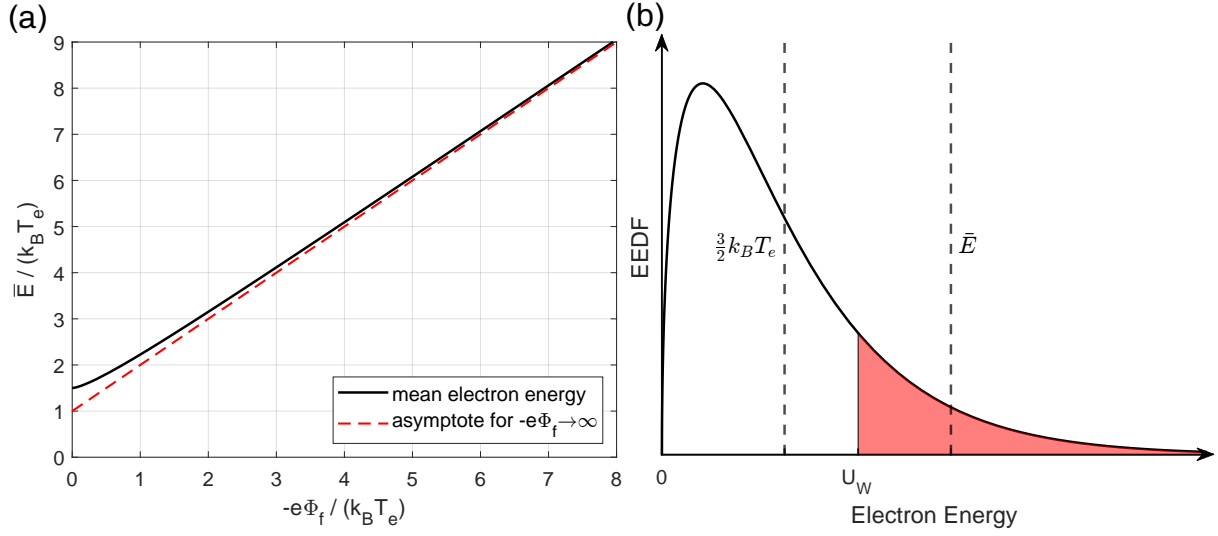 (a)
9
8
7
6
5
4
3
2
1
0
E̅ / (k_B T_e)
mean electron energy
asymptote for -eΦ_f→∞
0 1 2 3 4 5 6 7 8
-eΦ_f / (k_B T_e)
(b)
EEDF
3/2 k_B T_e
Ē
0
U_W
Electron Energy